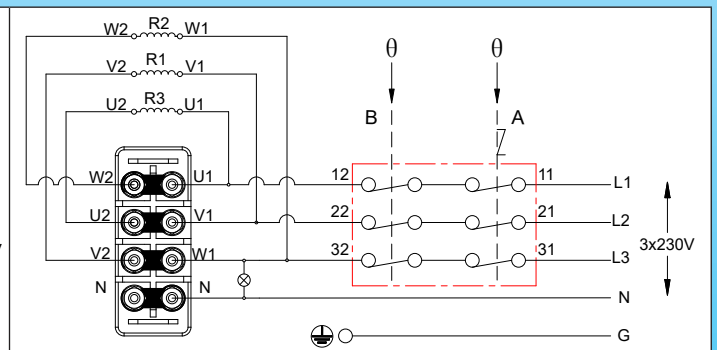 W2 R2 W1
V2 R1 V1
U2 R3 U1
θ θ
B A
W2 U1 12 11 L1
U2 V1 22 21 L2
V2 W1 32 31 L3
3x230V
N N N
G